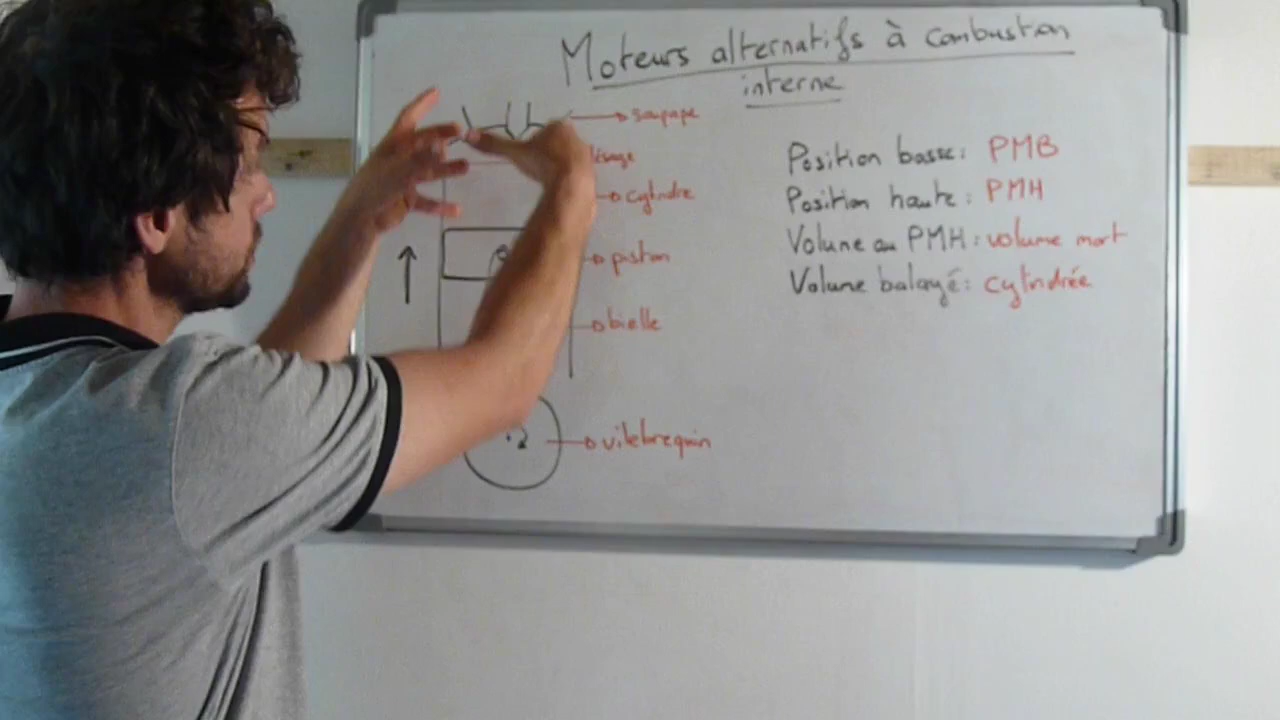 Moteurs alternatifs à combustion
interne
soupape
cylindre
piston
bielle
vilebrequin
Position basse: PMB
Position haute: PMH
Volume au PMH: volume mort
Volume balayé: cylindrée